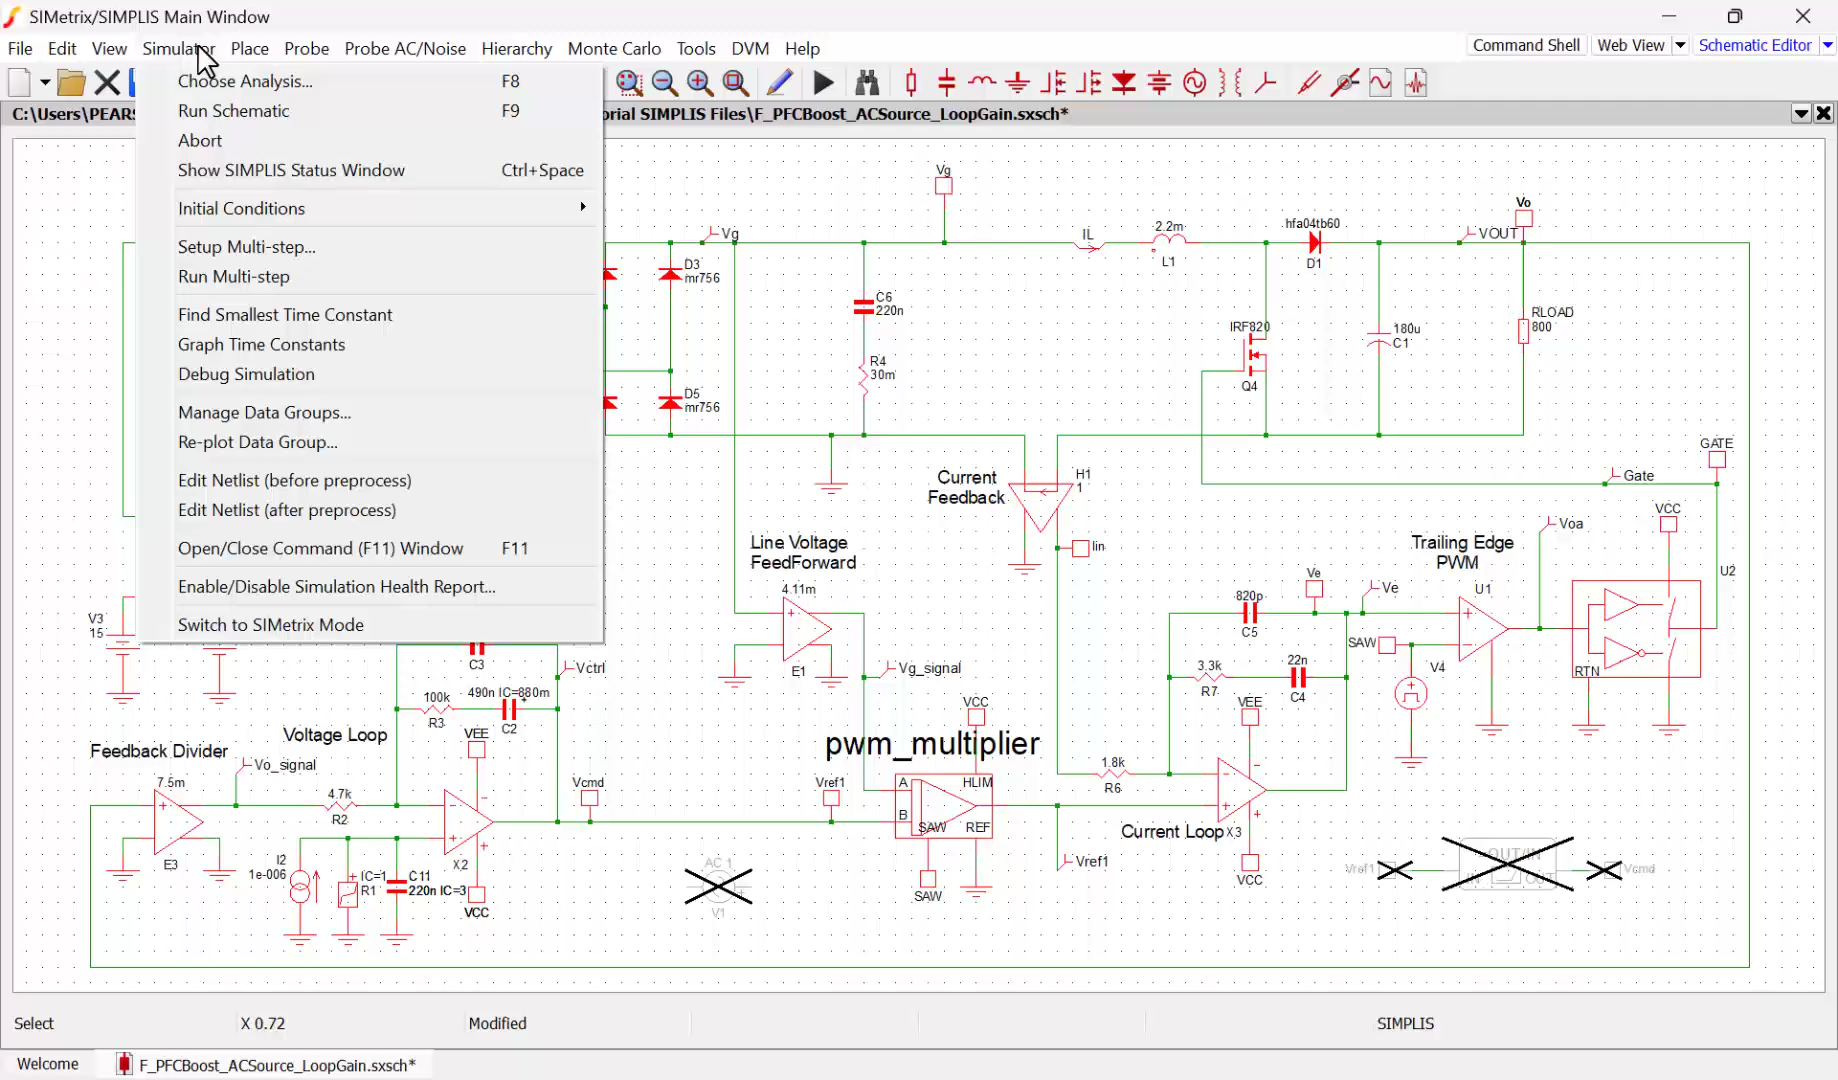 SIMetrix/SIMPLIS Main Window
File Edit View Simulator Place Probe Probe AC/Noise Hierarchy Monte Carlo Tools DVM Help
Command Shell Web View Schematic Editor
C:\Users\PEARS
orial SIMPLIS Files\F_PFCBoost_ACSource_LoopGain.sxsch*
Choose Analysis... F8
Run Schematic F9
Abort
Show SIMPLIS Status Window Ctrl+Space
Initial Conditions
Setup Multi-step...
Run Multi-step
Find Smallest Time Constant
Graph Time Constants
Debug Simulation
Manage Data Groups...
Re-plot Data Group...
Edit Netlist (before preprocess)
Edit Netlist (after preprocess)
Open/Close Command (F11) Window F11
Enable/Disable Simulation Health Report...
Switch to SIMetrix Mode
Vg
Vo
Vg
IL
2.2m
L1
hfa04tb60
D1
VOUT
D3
mr756
C6
220n
R4
30m
D5
mr756
IRF820
Q4
180u
C1
RLOAD
800
GATE
Gate
Current
Feedback
H1
1
Iin
Line Voltage
FeedForward
4.11m
E1
Vg_signal
VCC
Voa
Trailing Edge
PWM
U1
U2
RTN
Ve
Ve
820p
C5
SAW
V4
3.3k
R7
22n
C4
VEE
V3
15
C3
Vctrl
100k
R3
490n IC=880m
C2
Voltage Loop
VEE
Feedback Divider
Vo_signal
7.5m
E3
4.7k
R2
X2
Vcmd
Vref1
VCC
pwm_multiplier
A
B
HLIM
SAW REF
SAW
1.8k
R6
Current Loop X3
VCC
Vref1
I2
1e-006
IC=1
R1
C11
220n IC=3
VCC
AC 1
V1
Vref1
OUT/IN
IN OUT
Vcmd
Select X 0.72 Modified SIMPLIS
Welcome F_PFCBoost_ACSource_LoopGain.sxsch*